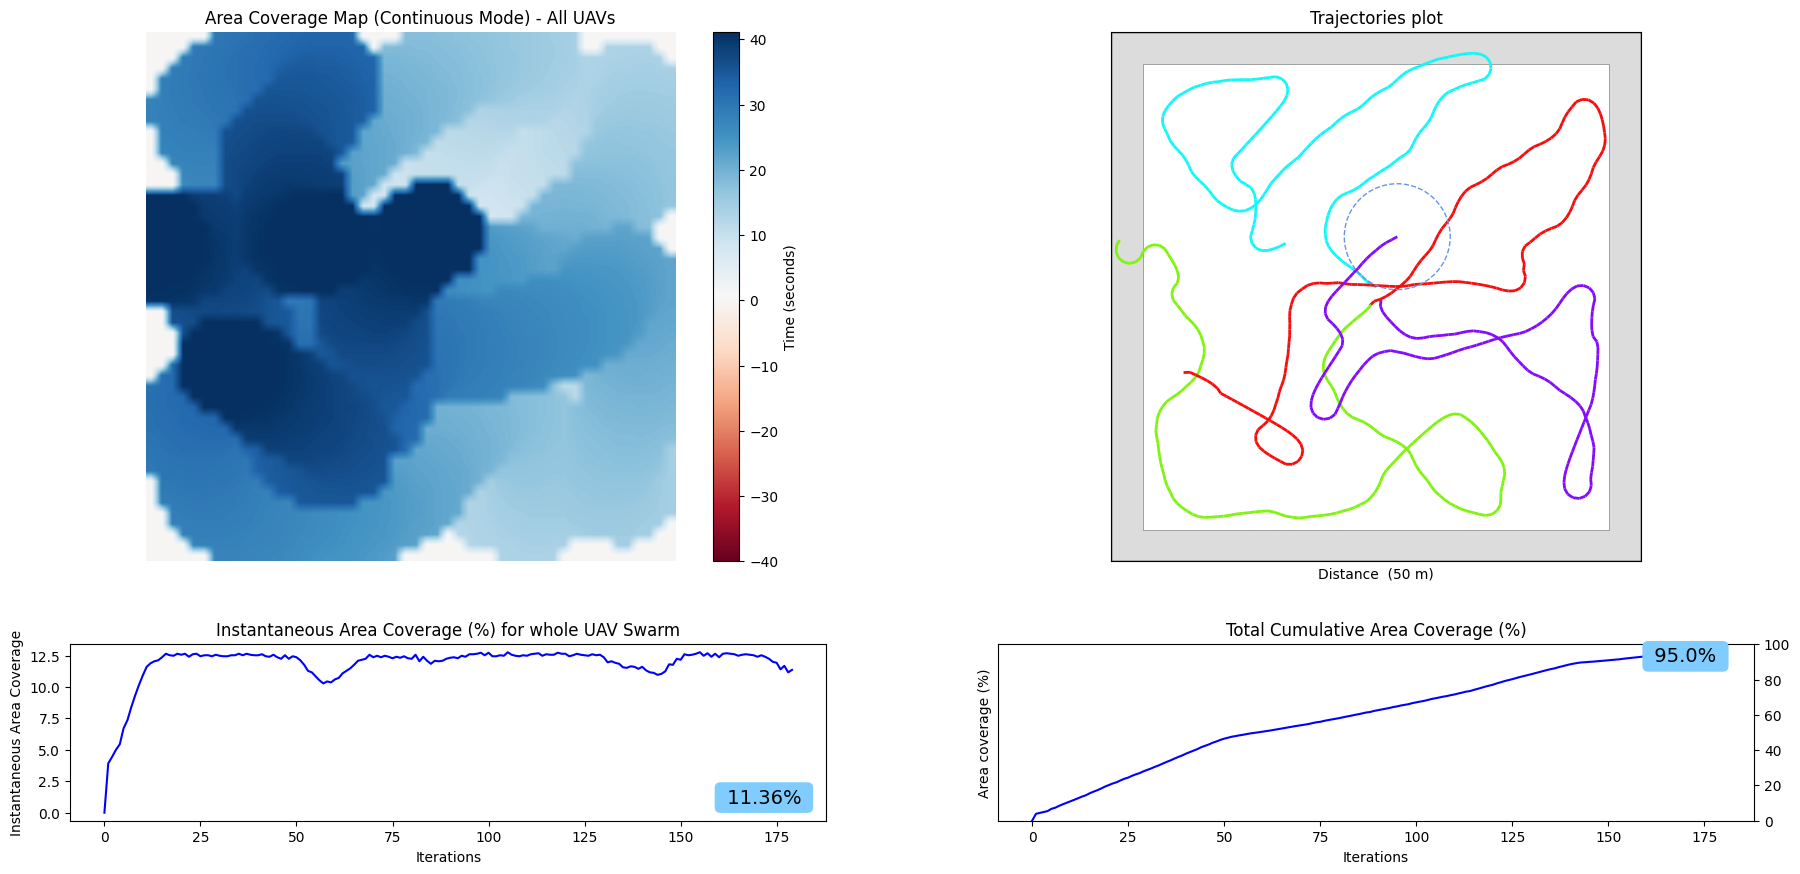 Area Coverage Map (Continuous Mode) - All UAVs
40
30
20
10
0
−10
−20
−30
−40
Time (seconds)
Trajectories plot
Distance  (50 m)
Instantaneous Area Coverage (%) for whole UAV Swarm
Instantaneous Area Coverage
12.5
10.0
7.5
5.0
2.5
0.0
11.36%
0 25 50 75 100 125 150 175
Iterations
Total Cumulative Area Coverage (%)
Area coverage (%)
95.0%
100
80
60
40
20
0
0 25 50 75 100 125 150 175
Iterations